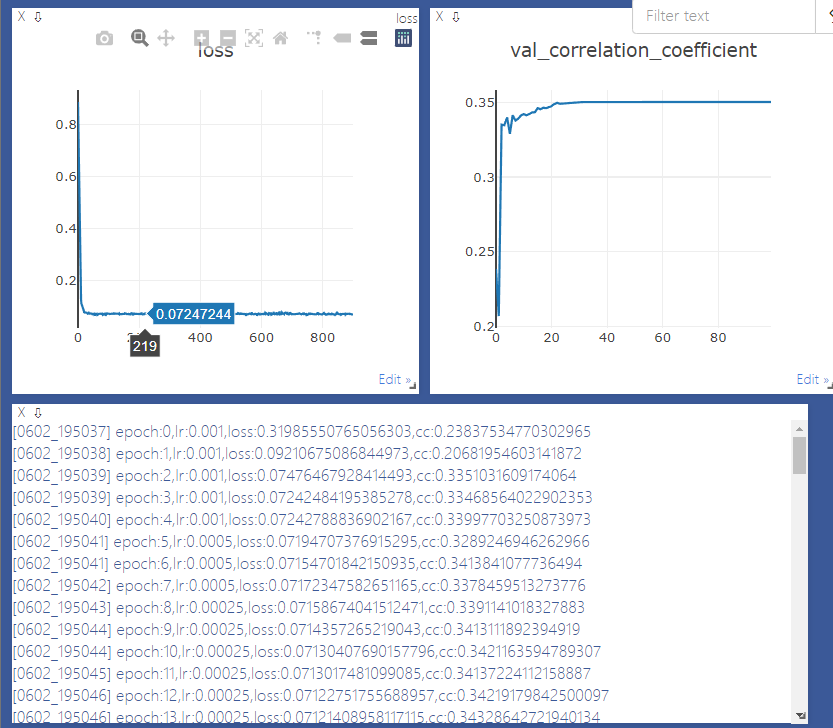 X ⇩ loss
loss
0.8
0.6
0.4
0.2
0.07247244
219
0 400 600 800
Edit »
X ⇩
Filter text
val_correlation_coefficient
0.35
0.3
0.25
0.2
0 20 40 60 80
Edit »
X ⇩
[0602_195037] epoch:0,lr:0.001,loss:0.31985550765056303,cc:0.23837534770302965
[0602_195038] epoch:1,lr:0.001,loss:0.09210675086844973,cc:0.20681954603141872
[0602_195039] epoch:2,lr:0.001,loss:0.07476467928414493,cc:0.3351031609174064
[0602_195039] epoch:3,lr:0.001,loss:0.07242484195385278,cc:0.33468564022902353
[0602_195040] epoch:4,lr:0.001,loss:0.07242788836902167,cc:0.33997703250873973
[0602_195041] epoch:5,lr:0.0005,loss:0.07194707376915295,cc:0.3289246946262966
[0602_195041] epoch:6,lr:0.0005,loss:0.07154701842150935,cc:0.3413841077736494
[0602_195042] epoch:7,lr:0.0005,loss:0.07172347582651165,cc:0.3378459513273776
[0602_195043] epoch:8,lr:0.00025,loss:0.07158674041512471,cc:0.3391141018327883
[0602_195044] epoch:9,lr:0.00025,loss:0.0714357265219043,cc:0.3413111892394919
[0602_195044] epoch:10,lr:0.00025,loss:0.07130407690157796,cc:0.3421163594789307
[0602_195045] epoch:11,lr:0.00025,loss:0.0713017481099085,cc:0.34137224112158887
[0602_195046] epoch:12,lr:0.00025,loss:0.07122751755688957,cc:0.34219179842500097
[0602_195046] epoch:13,lr:0.00025,loss:0.07121408958117115,cc:0.34328642721940134